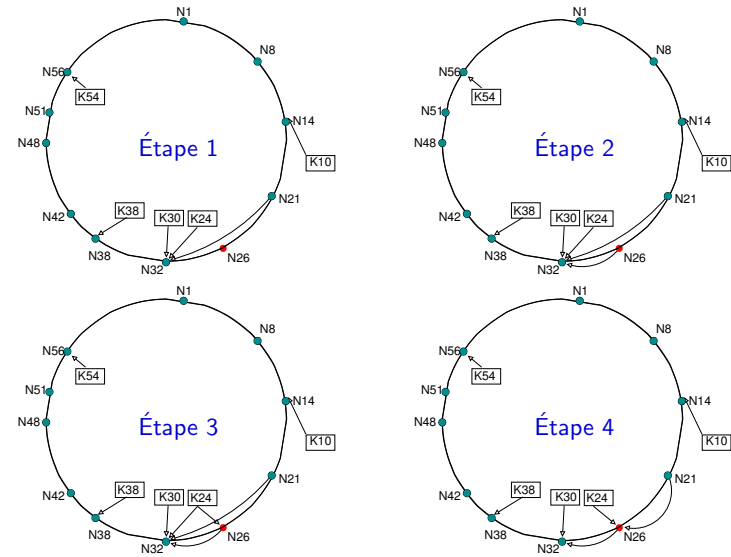 N1
N8
N56
K54
N51
N14
N48
Étape 1
K10
N21
N42
K38
K30
K24
N38
N32
N26
N1
N8
N56
K54
N51
N14
N48
Étape 2
K10
N21
N42
K38
K30
K24
N38
N32
N26
N1
N8
N56
K54
N51
N14
N48
Étape 3
K10
N21
N42
K38
K30
K24
N38
N32
N26
N1
N8
N56
K54
N51
N14
N48
Étape 4
K10
N21
N42
K38
K30
K24
N38
N32
N26